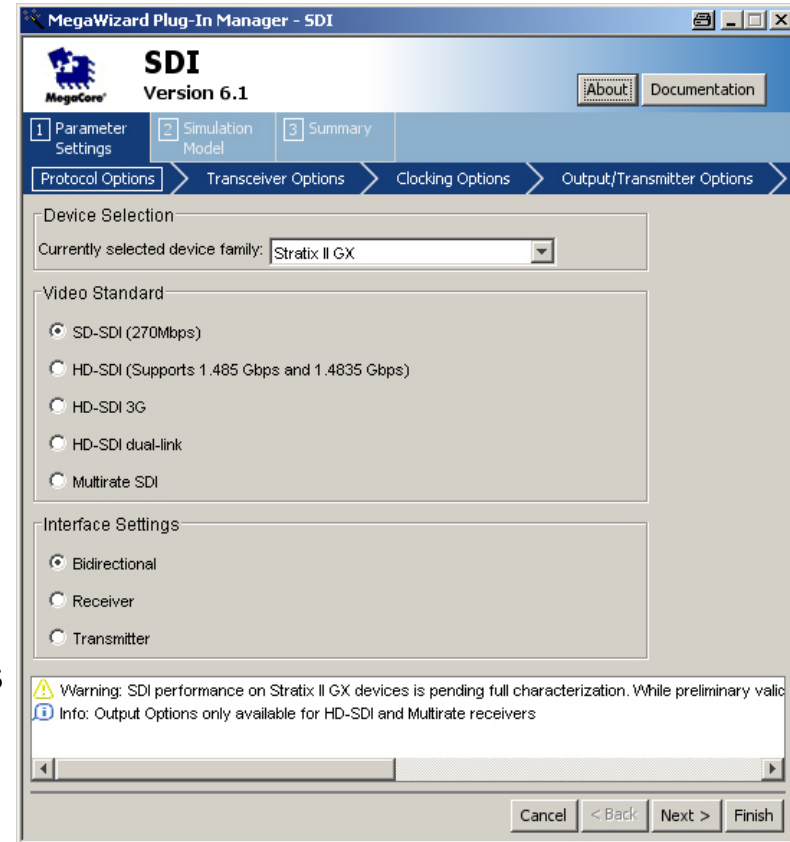 MegaWizard Plug-In Manager - SDI
SDI
MegaCore®
Version 6.1
About
Documentation
1 Parameter Settings
2 Simulation Model
3 Summary
Protocol Options
Transceiver Options
Clocking Options
Output/Transmitter Options
Device Selection
Currently selected device family: Stratix II GX
Video Standard
SD-SDI (270Mbps)
HD-SDI (Supports 1.485 Gbps and 1.4835 Gbps)
HD-SDI 3G
HD-SDI dual-link
Multirate SDI
Interface Settings
Bidirectional
Receiver
Transmitter
s
Warning: SDI performance on Stratix II GX devices is pending full characterization. While preliminary valid
Info: Output Options only available for HD-SDI and Multirate receivers
Cancel
< Back
Next >
Finish